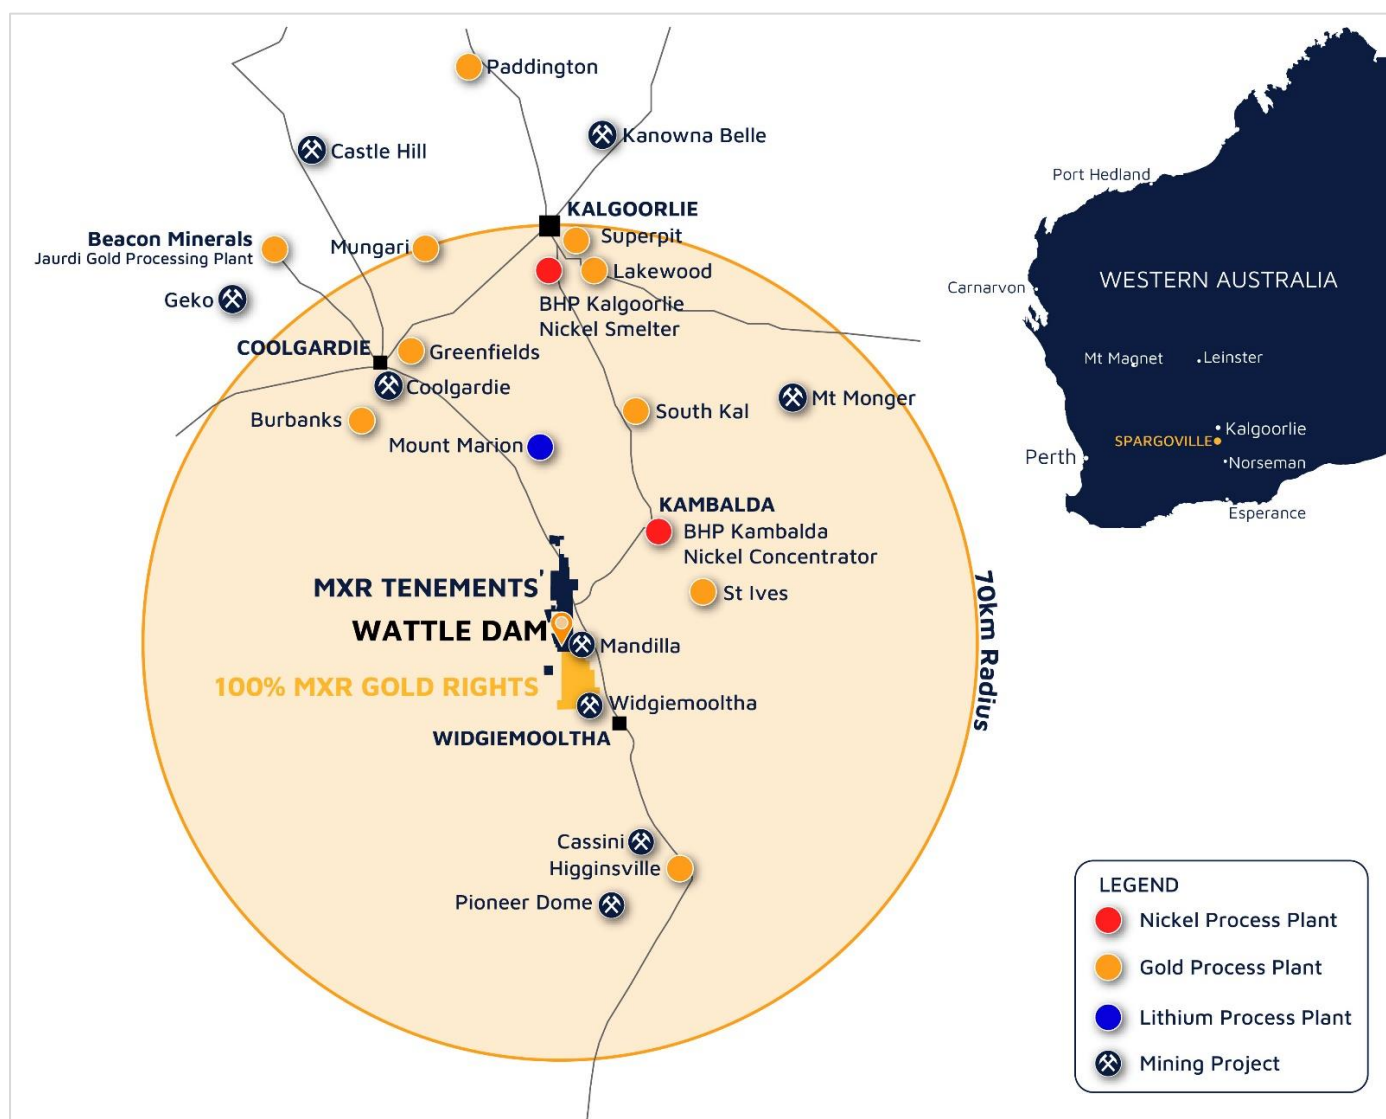 Paddington
Kanowna Belle
Castle Hill
KALGOORLIE
Beacon Minerals
Jaurdi Gold Processing Plant
Mungari
Superpit
Lakewood
Geko
BHP Kalgoorlie
Nickel Smelter
COOLGARDIE
Greenfields
Coolgardie
Mt Monger
Burbanks
South Kal
Mount Marion
KAMBALDA
BHP Kambalda
Nickel Concentrator
MXR TENEMENTS
St Ives
WATTLE DAM
Mandilla
100% MXR GOLD RIGHTS
Widgiemooltha
WIDGIEMOOLTHA
70km Radius
Cassini
Higginsville
Pioneer Dome
Port Hedland
WESTERN AUSTRALIA
Carnarvon
Mt Magnet
Leinster
Kalgoorlie
SPARGOVILLE
Perth
Norseman
Esperance
LEGEND
Nickel Process Plant
Gold Process Plant
Lithium Process Plant
Mining Project